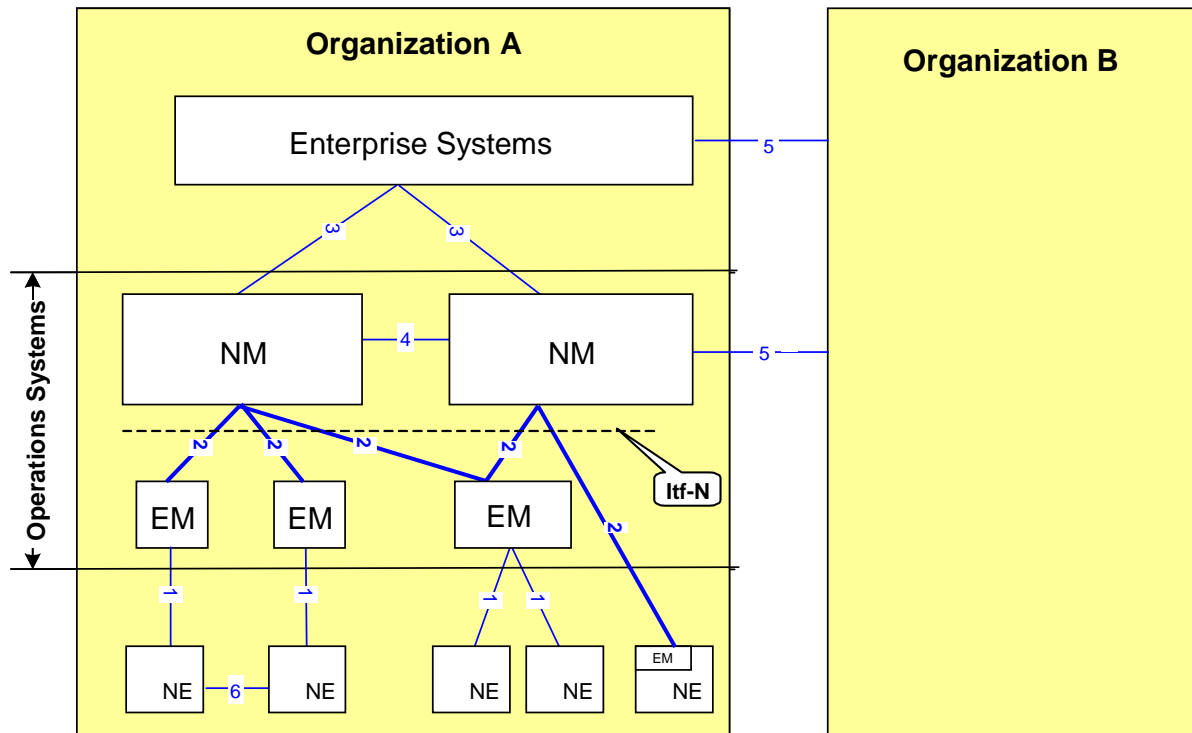 Organization A
Organization B
Enterprise Systems
5
3
3
Operations Systems
NM
4
NM
5
2
2
2
2
Itf-N
EM
EM
EM
2
1
1
1
1
NE
6
NE
NE
NE
EM
NE